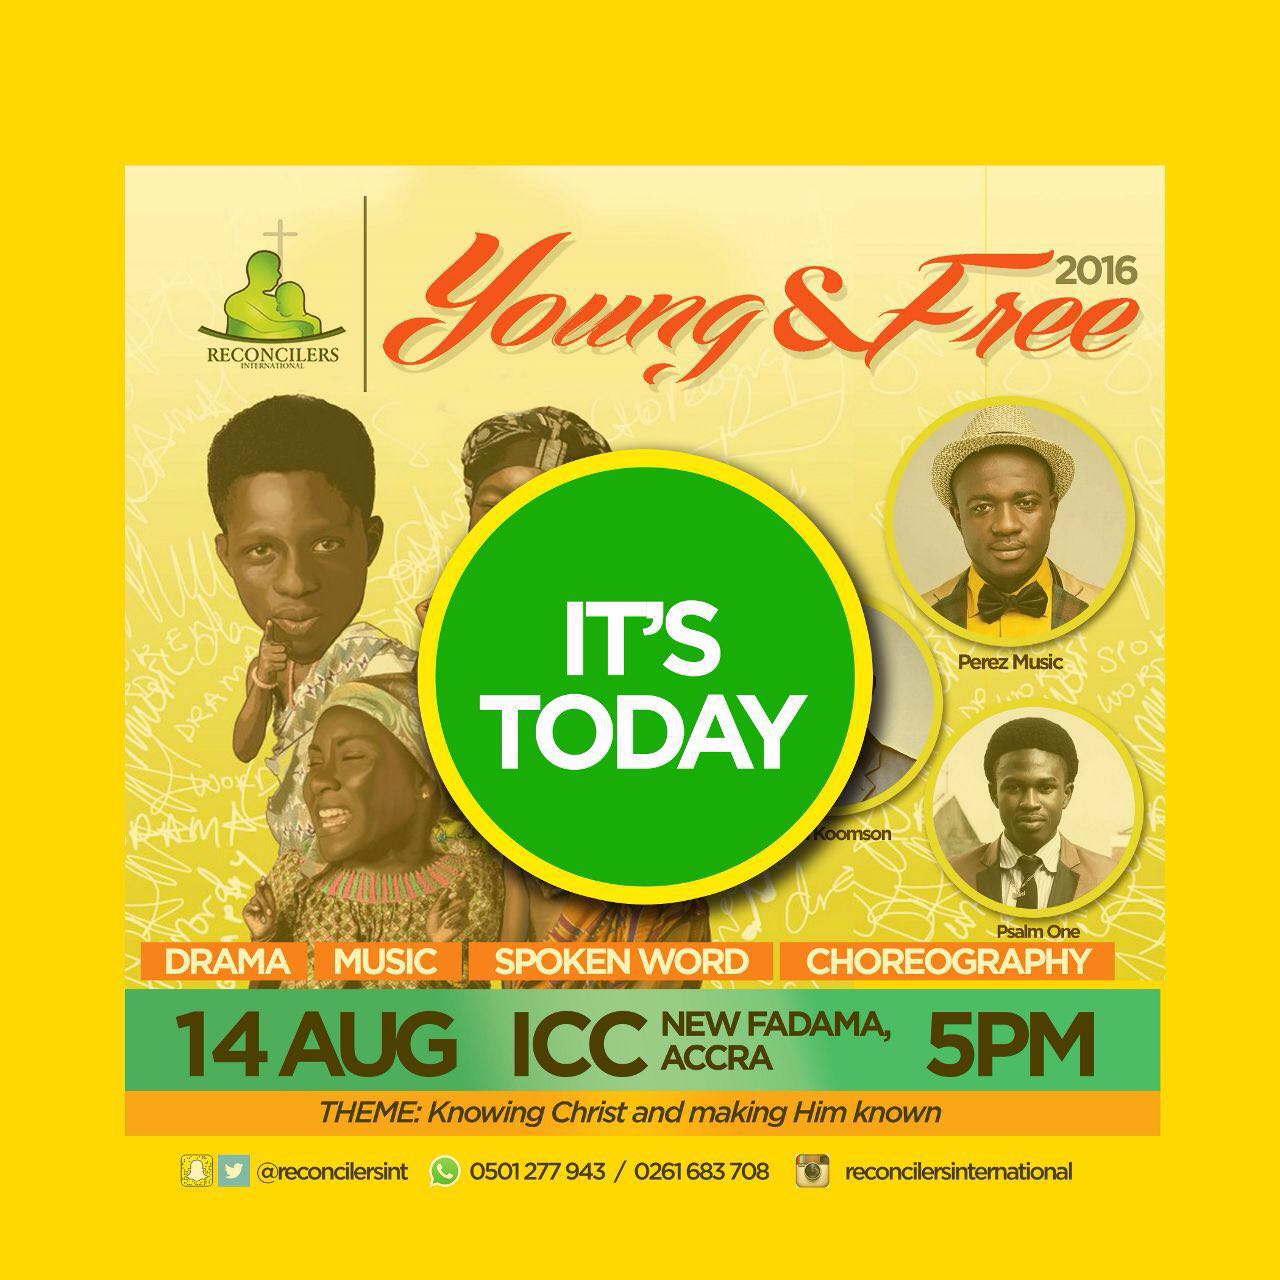 RECONCILERS
INTERNATIONAL
Young & Free
2016
IT'S
TODAY
Perez Music
Koomson
Psalm One
DRAMA MUSIC SPOKEN WORD CHOREOGRAPHY
14 AUG ICC NEW FADAMA, ACCRA 5PM
THEME: Knowing Christ and making Him known
@reconcilersint 0501 277 943 / 0261 683 708 reconcilersinternational